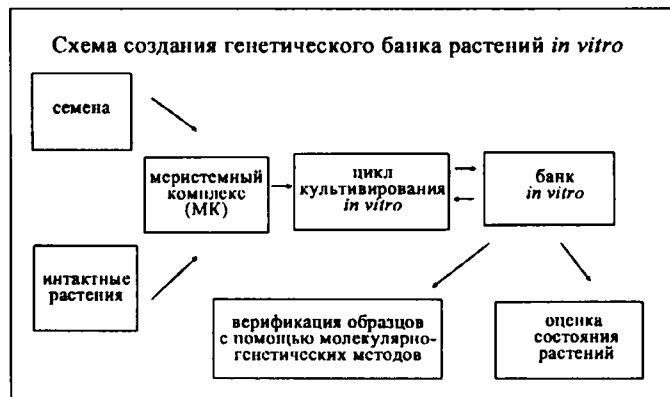 Схема создания генетического банка растений in vitro
семена
меристемный
комплекс
(МК)
цикл
культивирования
in vitro
банк
in vitro
интактные
растения
верификация образцов
с помощью молекулярно-
генетических методов
оценка
состояния
растений